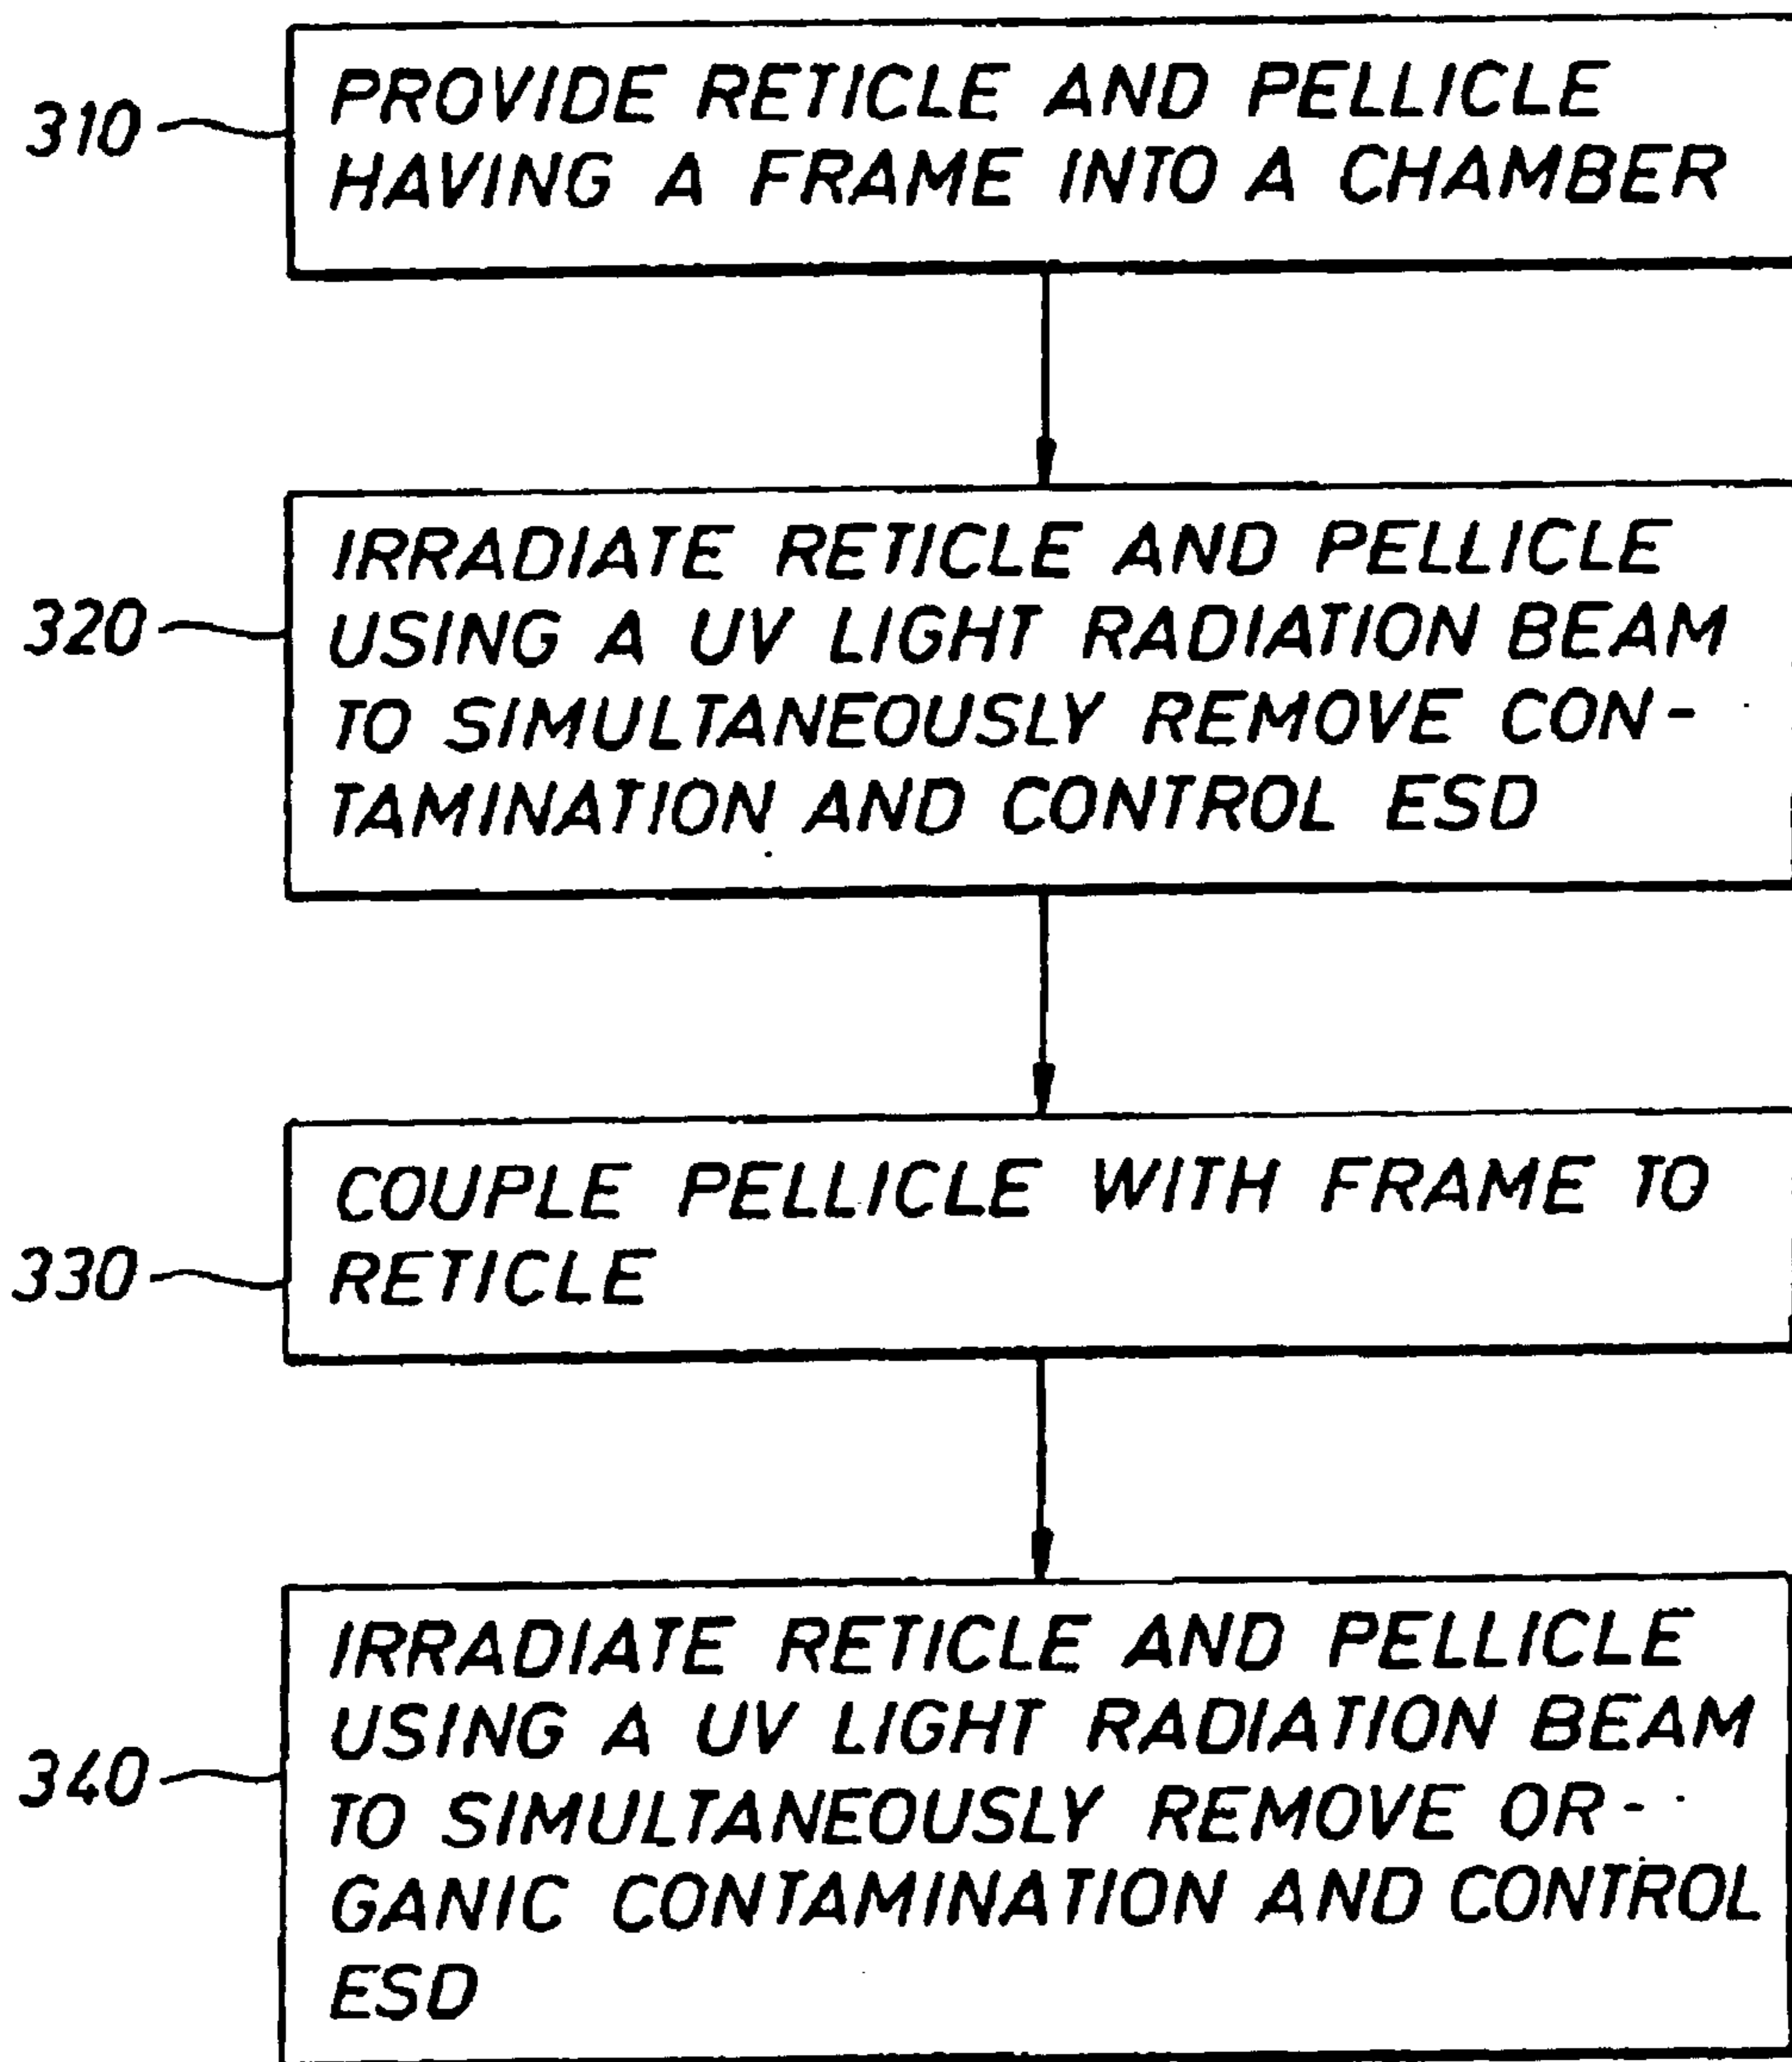 310
PROVIDE RETICLE AND PELLICLE
HAVING A FRAME INTO A CHAMBER
320
IRRADIATE RETICLE AND PELLICLE
USING A UV LIGHT RADIATION BEAM
TO SIMULTANEOUSLY REMOVE CON-
TAMINATION AND CONTROL ESD
330
COUPLE PELLICLE WITH FRAME TO
RETICLE
340
IRRADIATE RETICLE AND PELLICLE
USING A UV LIGHT RADIATION BEAM
TO SIMULTANEOUSLY REMOVE OR-
GANIC CONTAMINATION AND CONTROL
ESD